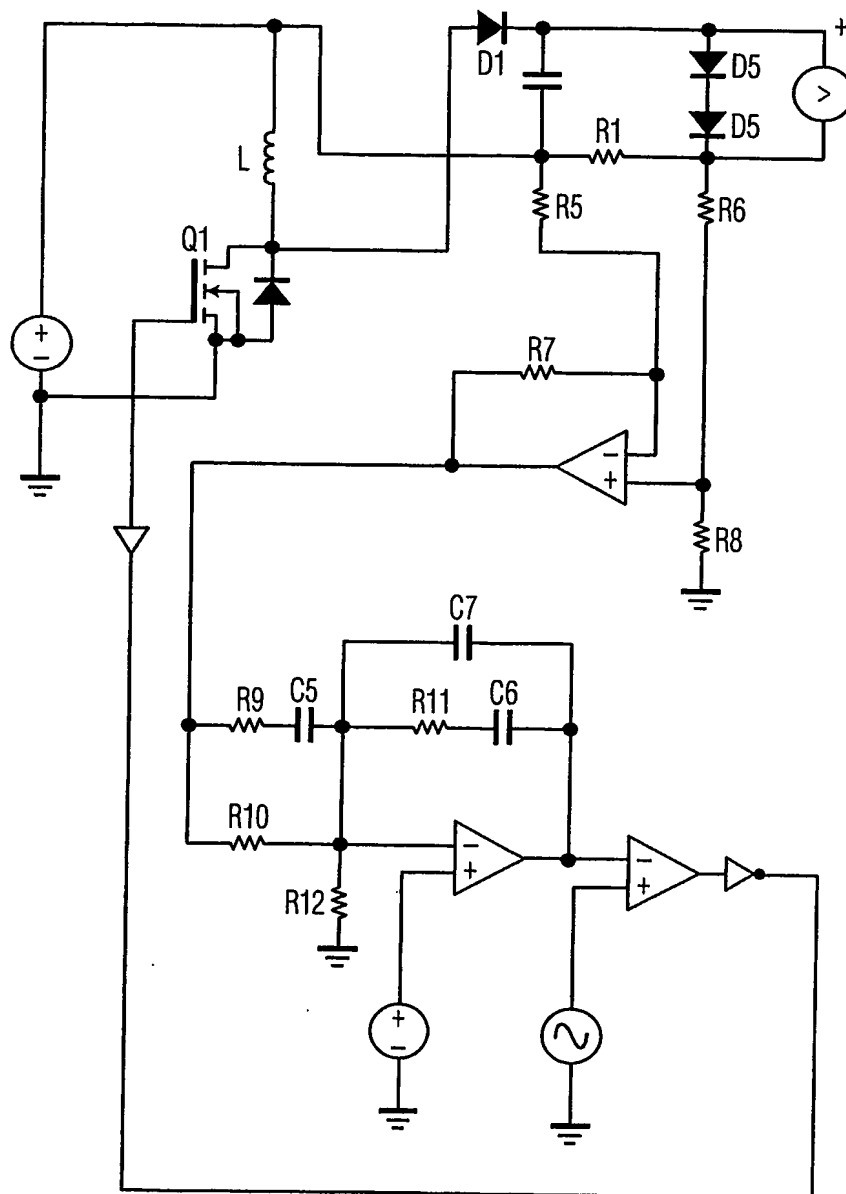 +
D1
D5
D5
>
R1
L
R5
R6
Q1
+
−
R7
−
+
R8
C7
R9
C5
R11
C6
R10
−
+
−
+
R12
+
−